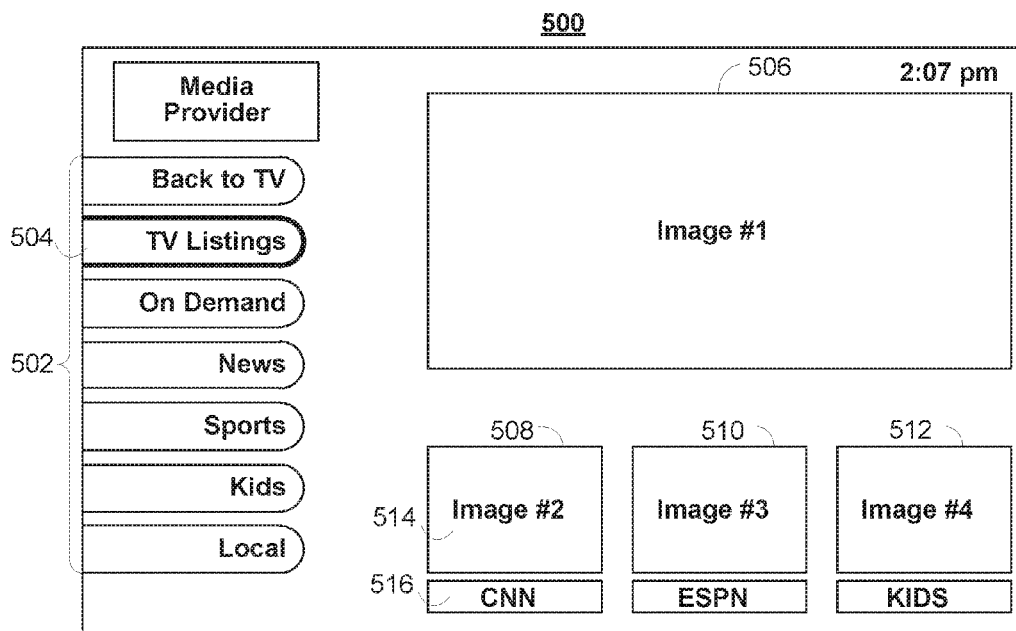 500
506
2:07 pm
Media
Provider
Back to TV
504
TV Listings
Image #1
On Demand
502
News
Sports
508
510
512
Kids
514
Image #2
Image #3
Image #4
Local
516
CNN
ESPN
KIDS